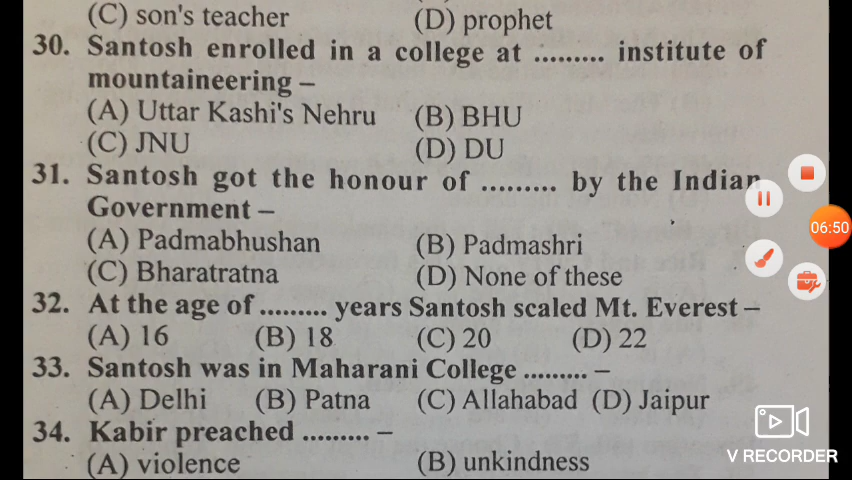 (C) son's teacher (D) prophet
30. Santosh enrolled in a college at ......... institute of
mountaineering –
(A) Uttar Kashi's Nehru (B) BHU
(C) JNU (D) DU
31. Santosh got the honour of ......... by the Indian
Government –
(A) Padmabhushan (B) Padmashri
(C) Bharatratna (D) None of these
32. At the age of ......... years Santosh scaled Mt. Everest –
(A) 16 (B) 18 (C) 20 (D) 22
33. Santosh was in Maharani College ......... –
(A) Delhi (B) Patna (C) Allahabad (D) Jaipur
34. Kabir preached ......... –
(A) violence (B) unkindness
06:50
V RECORDER